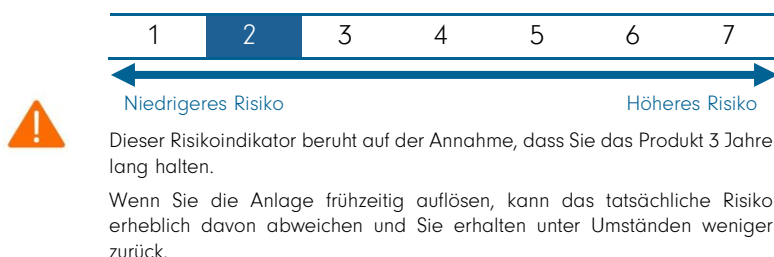 1 2 3 4 5 6 7
Niedrigeres Risiko Höheres Risiko
Dieser Risikoindikator beruht auf der Annahme, dass Sie das Produkt 3 Jahre
lang halten.
Wenn Sie die Anlage frühzeitig auflösen, kann das tatsächliche Risiko
erheblich davon abweichen und Sie erhalten unter Umständen weniger
zurück.